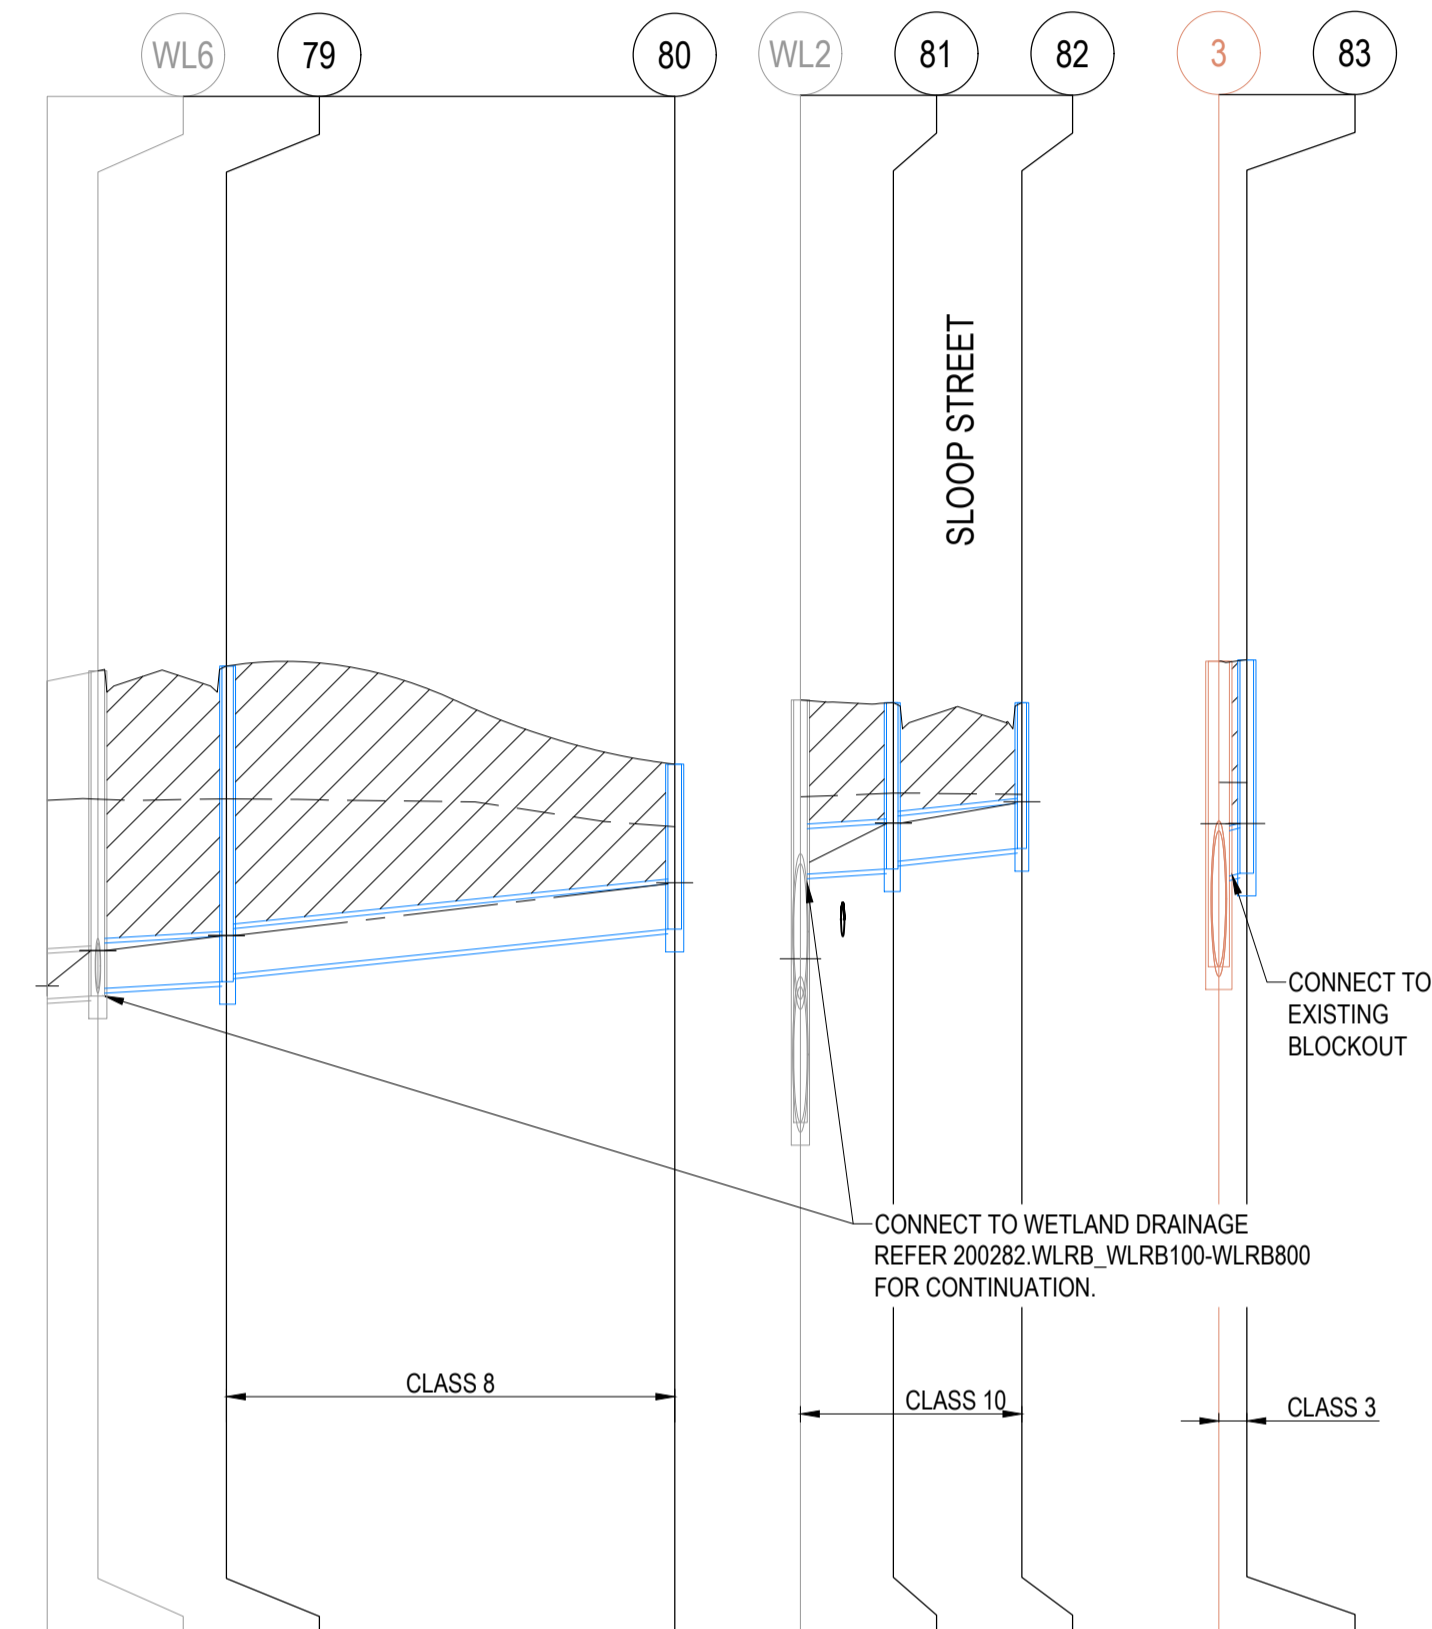 WL6
79
80
WL2
81
82
3
83
SLOOP STREET
CONNECT TO
EXISTING
BLOCKOUT
CONNECT TO WETLAND DRAINAGE
REFER 200282.WLRB_WLRB100-WLRB800
FOR CONTINUATION.
CLASS 8
CLASS 10
CLASS 3